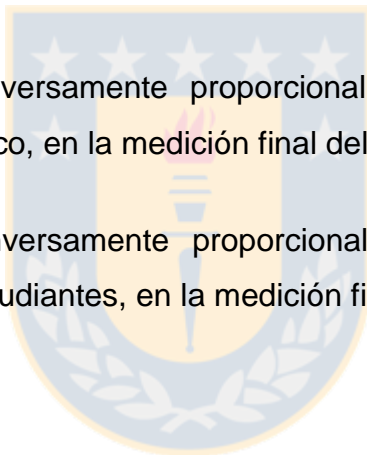 versamente proporcional
co, en la medición final del
versamente proporcional
udiantes, en la medición fi